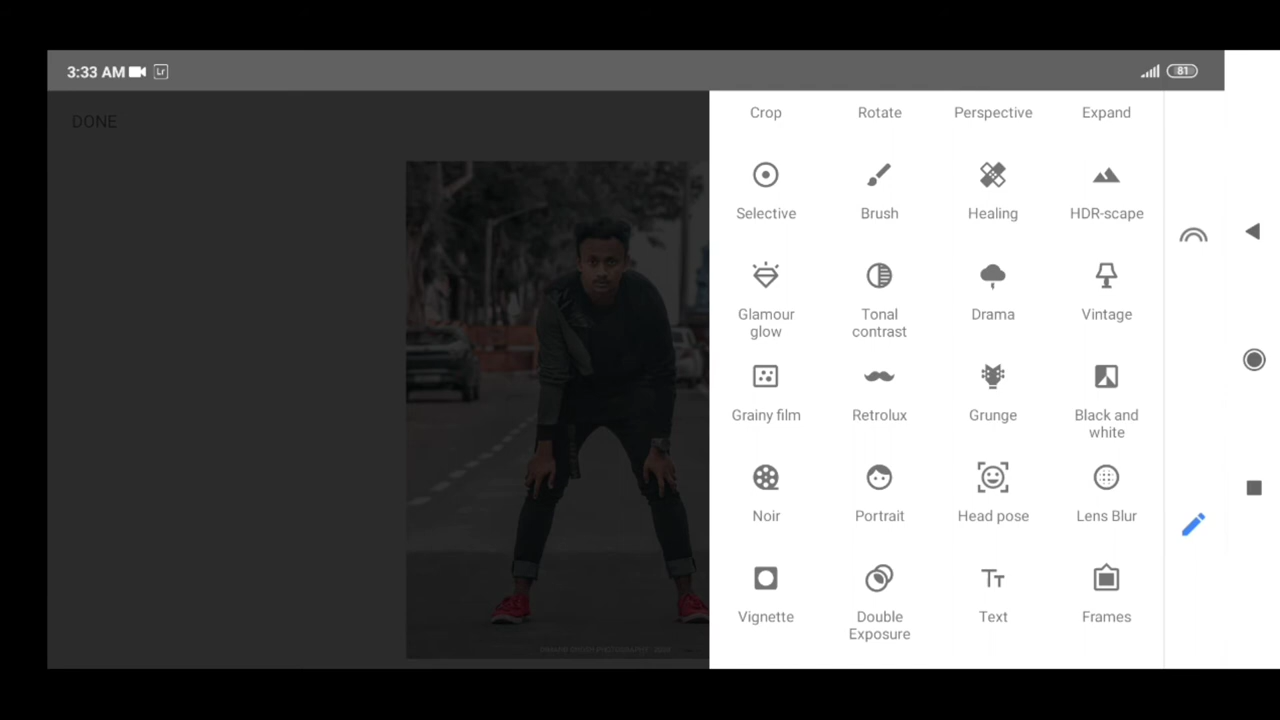 3:33 AM
Lr
81
DONE
Crop
Rotate
Perspective
Expand
Selective
Brush
Healing
HDR-scape
Glamour
glow
Tonal
contrast
Drama
Vintage
Grainy film
Retrolux
Grunge
Black and
white
Noir
Portrait
Head pose
Lens Blur
Vignette
Double
Exposure
Text
Frames